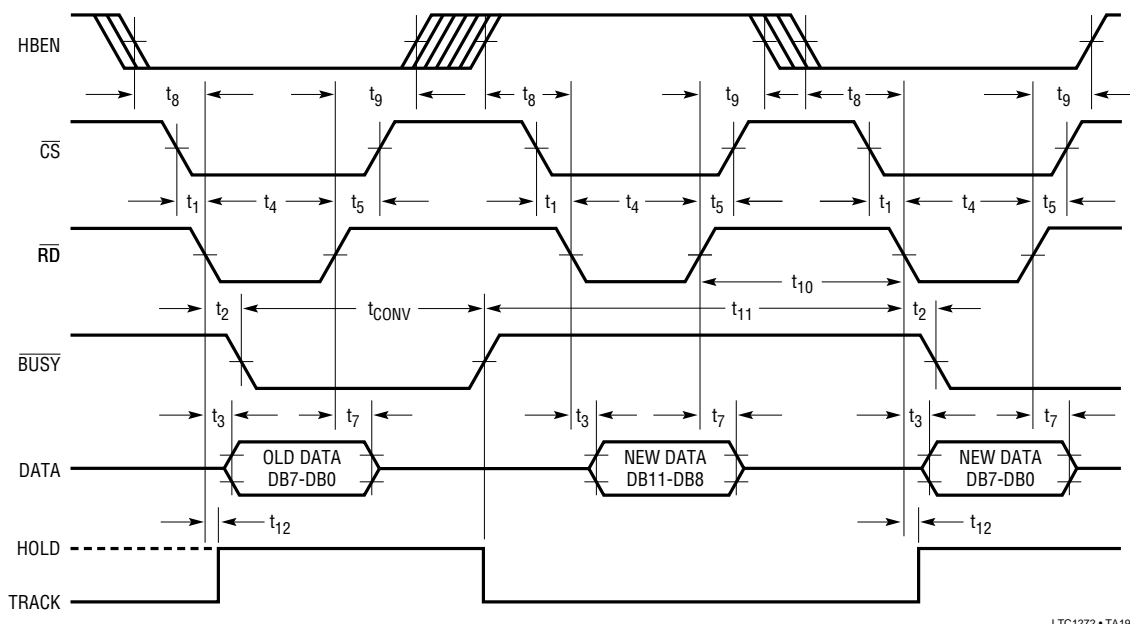 HBEN
t8 t9 t8 t9 t8 t9
CS
t1 t4 t5 t1 t4 t5 t1 t4 t5
RD
t10
t2 tCONV t11 t2
BUSY
t3 t7 t3 t7 t3 t7
DATA
OLD DATA
DB7-DB0
NEW DATA
DB11-DB8
NEW DATA
DB7-DB0
t12 t12
HOLD
TRACK
LTC1272 • TA19